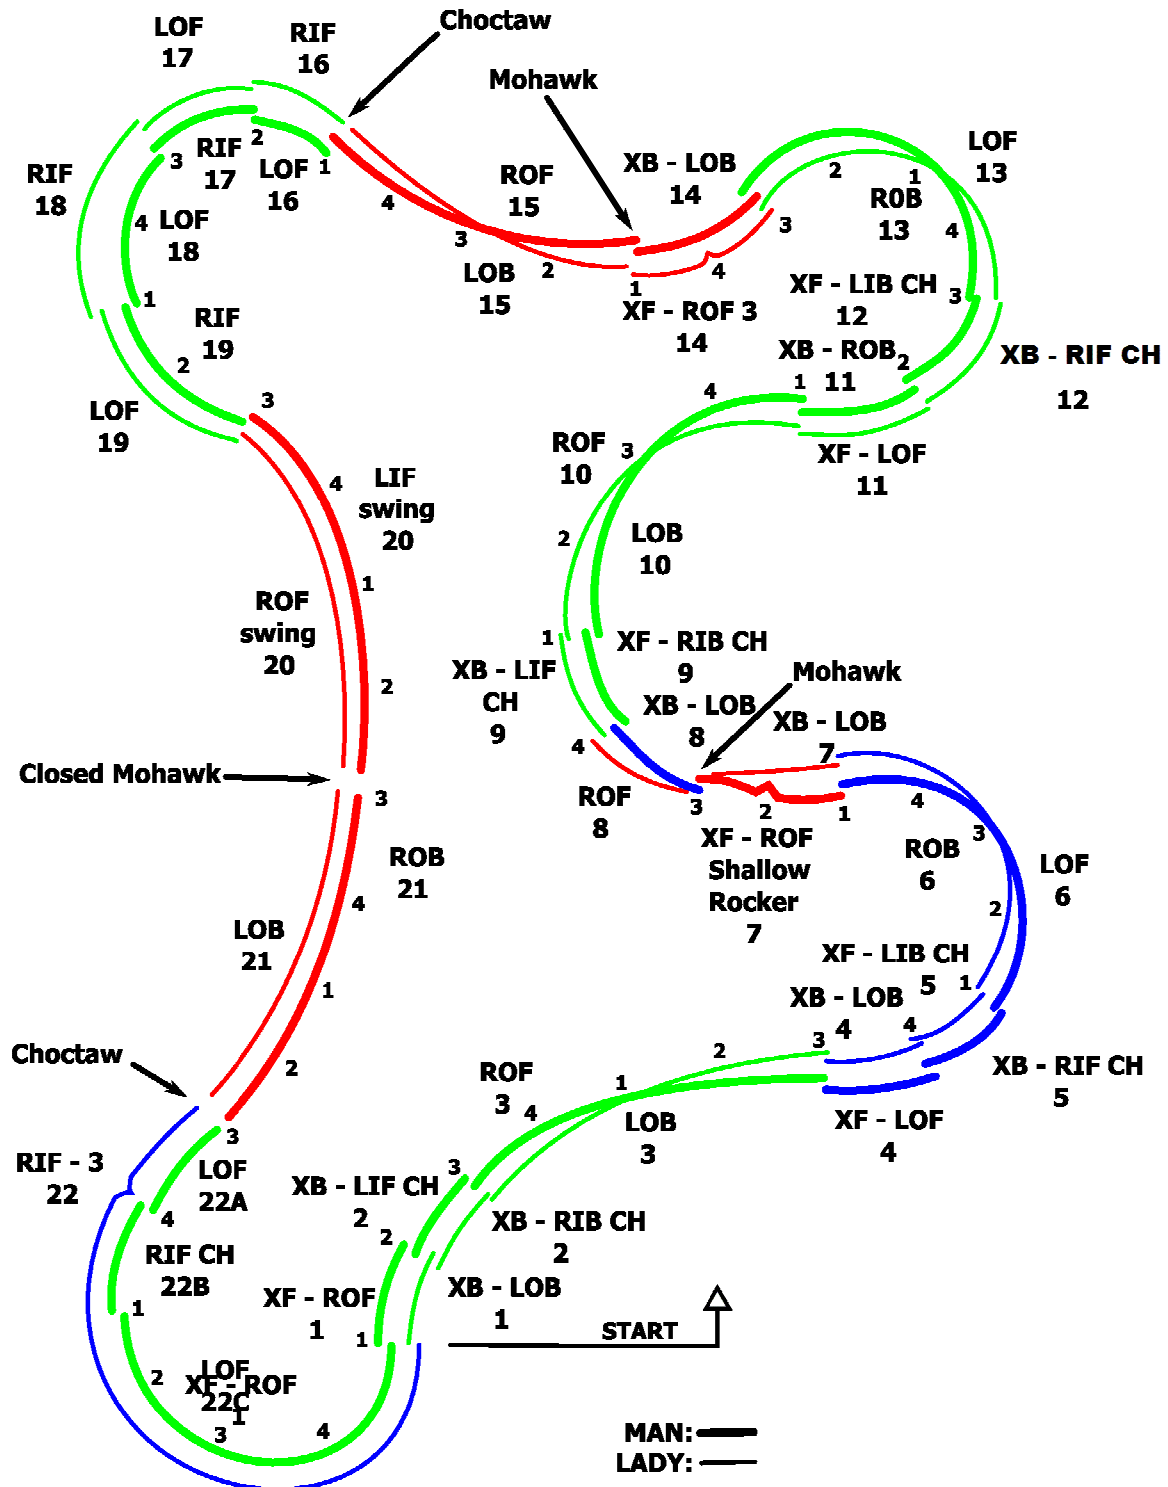 Choctaw
LOF
17
RIF
16
Mohawk
RIF
18
3
RIF
17
2
LOF
16
1
XB - LOB
14
2
1
LOF
13
R0B
13
4
ROF
15
4
LOF
18
4
3
LOB
15
2
3
4
1
XF - ROF 3
14
XF - LIB CH
12
3
1
RIF
19
2
XB - ROB
11
2
1
4
XB - RIF CH
12
3
LOF
19
ROF
10
3
XF - LOF
11
4
LIF
swing
20
2
LOB
10
1
ROF
swing
20
1
XF - RIB CH
9
XB - LIF
CH
9
Mohawk
2
XB - LOB
8
XB - LOB
7
4
Closed Mohawk
3
ROF
8
3
2
1
4
3
XF - ROF
Shallow
Rocker
7
ROB
6
LOF
6
ROB
21
4
2
LOB
21
1
XF - LIB CH
5
1
XB - LOB
4
4
3
Choctaw
2
2
XB - RIF CH
5
ROF
3
1
4
LOB
3
XF - LOF
4
3
RIF - 3
22
LOF
22A
3
XB - LIF CH
2
2
XB - RIB CH
2
4
RIF CH
22B
1
XF - ROF
1
1
XB - LOB
1
START
2
LOF
22C
XF - ROF
1
3
4
MAN:
LADY: